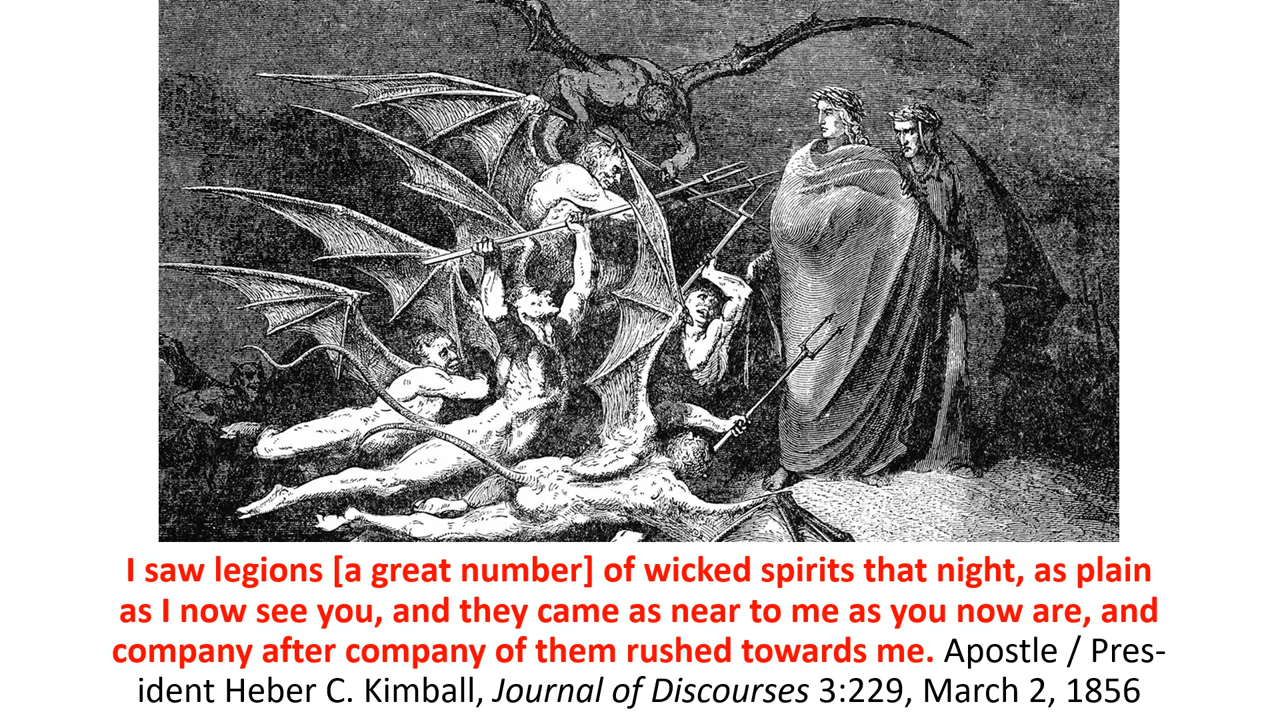 I saw legions [a great number] of wicked spirits that night, as plain
as I now see you, and they came as near to me as you now are, and
company after company of them rushed towards me. Apostle / Pres-
ident Heber C. Kimball, Journal of Discourses 3:229, March 2, 1856